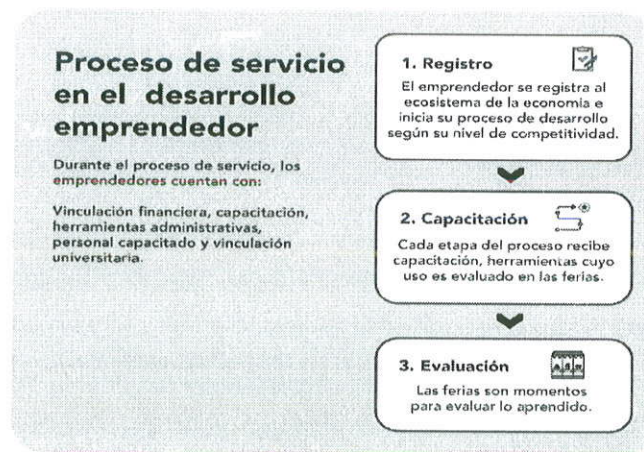 Proceso de servicio
en el desarrollo
emprendedor
Durante el proceso de servicio, los
emprendedores cuentan con:
Vinculación financiera, capacitación,
herramientas administrativas,
personal capacitado y vinculación
universitaria.
1. Registro
El emprendedor se registra al
ecosistema de la economía e
inicia su proceso de desarrollo
según su nivel de competitividad.
2. Capacitación
Cada etapa del proceso recibe
capacitación, herramientas cuyo
uso es evaluado en las ferias.
3. Evaluación
Las ferias son momentos
para evaluar lo aprendido.